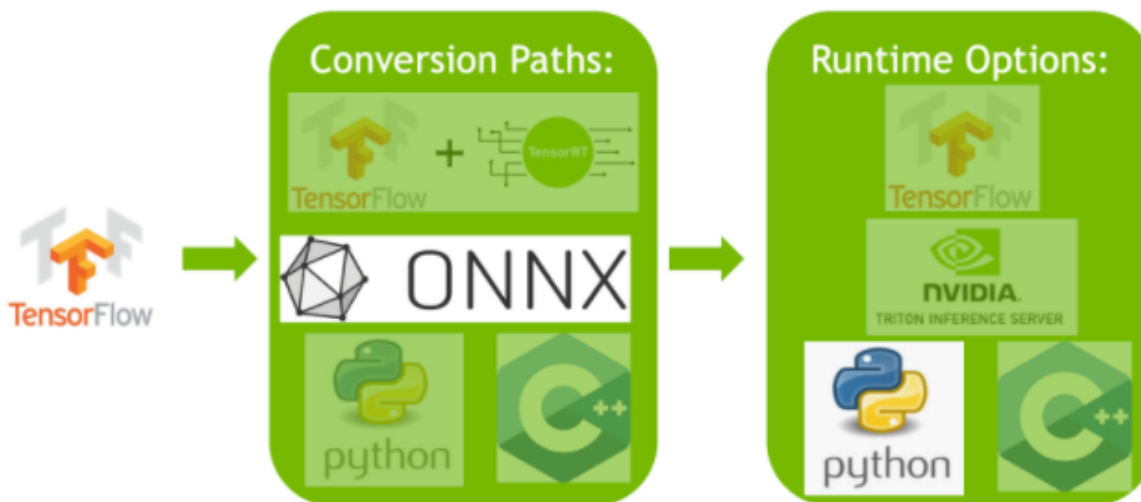 TensorFlow
Conversion Paths:
TensorFlow
+
TensorRT
ONNX
python
C++
Runtime Options:
TensorFlow
NVIDIA.
TRITON INFERENCE SERVER
python
C++